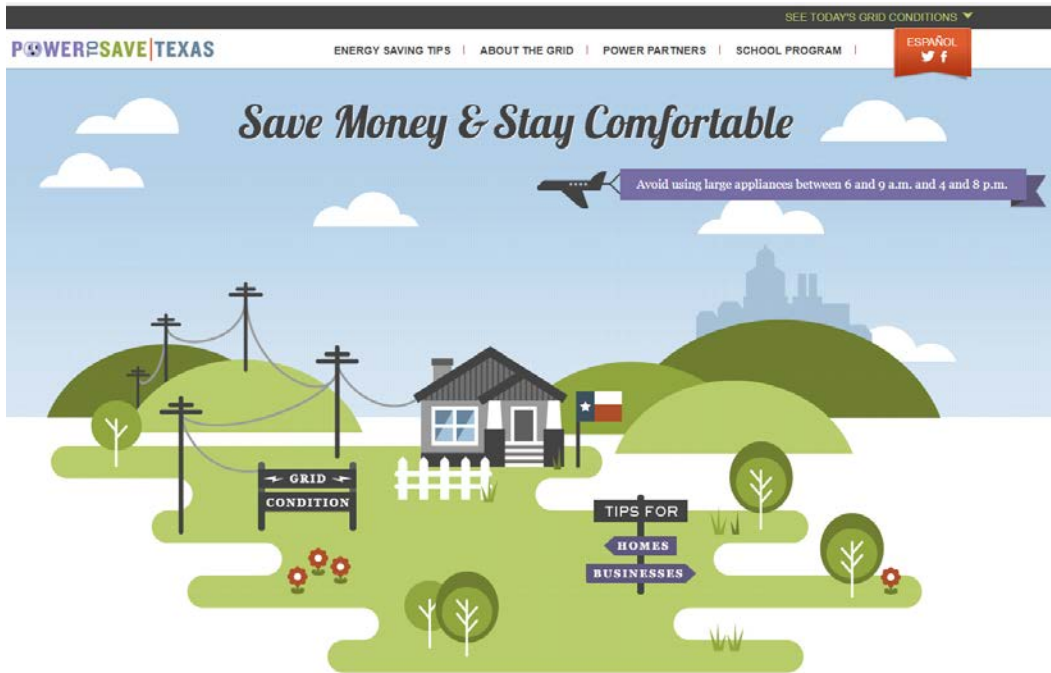 SEE TODAY'S GRID CONDITIONS
POWER TO SAVE TEXAS
ENERGY SAVING TIPS | ABOUT THE GRID | POWER PARTNERS | SCHOOL PROGRAM |
ESPAÑOL
Save Money & Stay Comfortable
Avoid using large appliances between 6 and 9 a.m. and 4 and 8 p.m.
GRID
CONDITION
TIPS FOR
HOMES
BUSINESSES